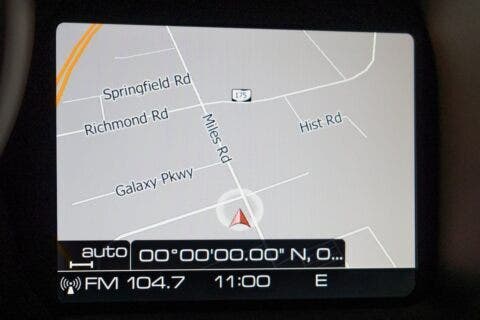 Springfield Rd
175
Richmond Rd
Miles Rd
Hist Rd
Galaxy Pkwy
auto
00°00'00.00" N, 0...
FM 104.7
11:00
E